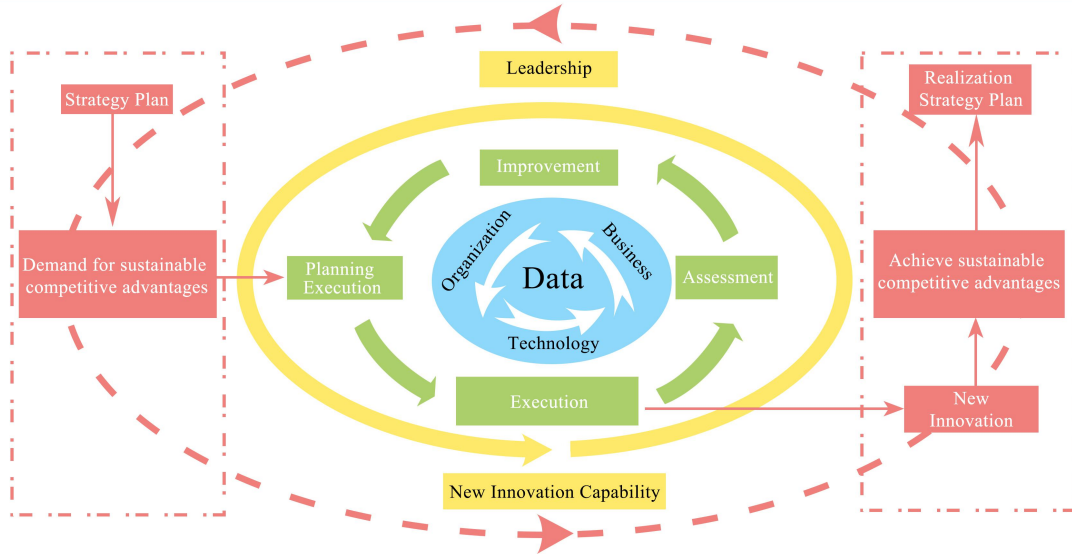 Leadership
Strategy Plan
Realization
Strategy Plan
Improvement
Organization
Business
Demand for sustainable
competitive advantages
Planning
Execution
Data
Assessment
Achieve sustainable
competitive advantages
Technology
Execution
New
Innovation
New Innovation Capability